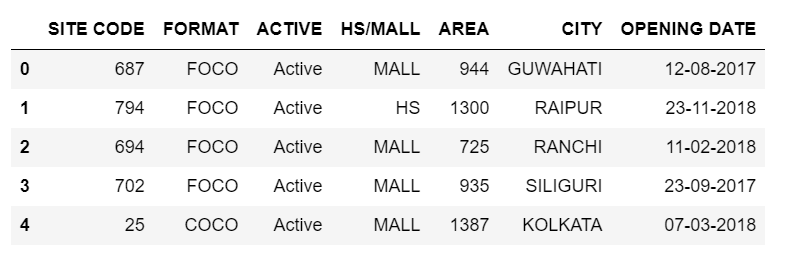 SITE CODE FORMAT ACTIVE HS/MALL AREA CITY OPENING DATE
0 687 FOCO Active MALL 944 GUWAHATI 12-08-2017
1 794 FOCO Active HS 1300 RAIPUR 23-11-2018
2 694 FOCO Active MALL 725 RANCHI 11-02-2018
3 702 FOCO Active MALL 935 SILIGURI 23-09-2017
4 25 COCO Active MALL 1387 KOLKATA 07-03-2018